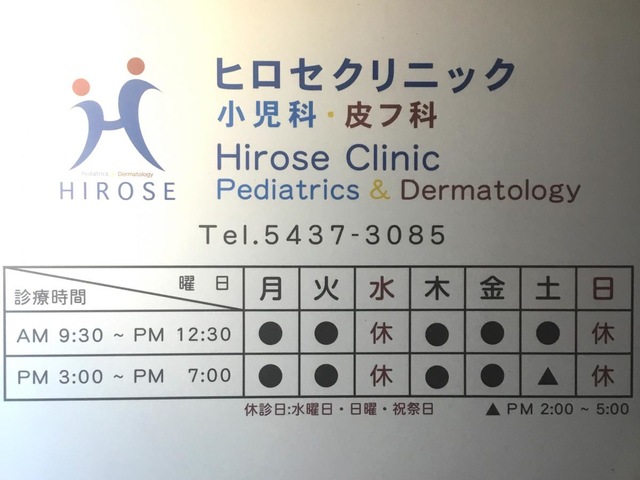 ヒロセクリニック
小児科・皮フ科
Hirose Clinic
Pediatrics & Dermatology
Pediatrics & Dermatology
HIROSE
Tel.5437-3085
曜 日 月 火 水 木 金 土 日
診療時間
AM 9:30 ~ PM 12:30 ● ● 休 ● ● ● 休
PM 3:00 ~ PM 7:00 ● ● 休 ● ● ▲ 休
休診日:水曜日・日曜・祝祭日 ▲ PM 2:00 ~ 5:00